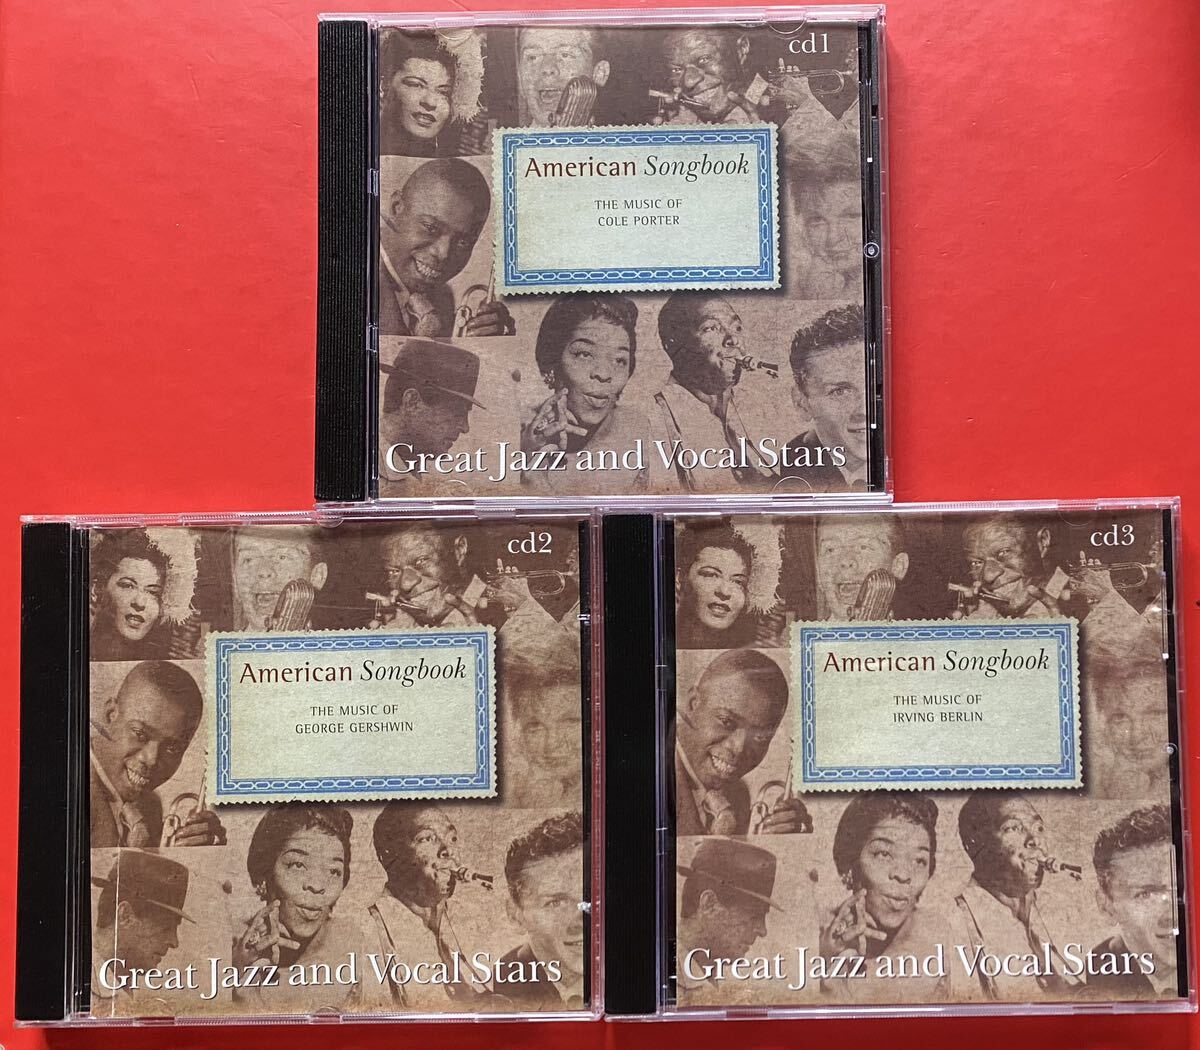 cd1
American Songbook
THE MUSIC OF
COLE PORTER
Great Jazz and Vocal Stars
cd2
American Songbook
THE MUSIC OF
GEORGE GERSHWIN
Great Jazz and Vocal Stars
cd3
American Songbook
THE MUSIC OF
IRVING BERLIN
Great Jazz and Vocal Stars